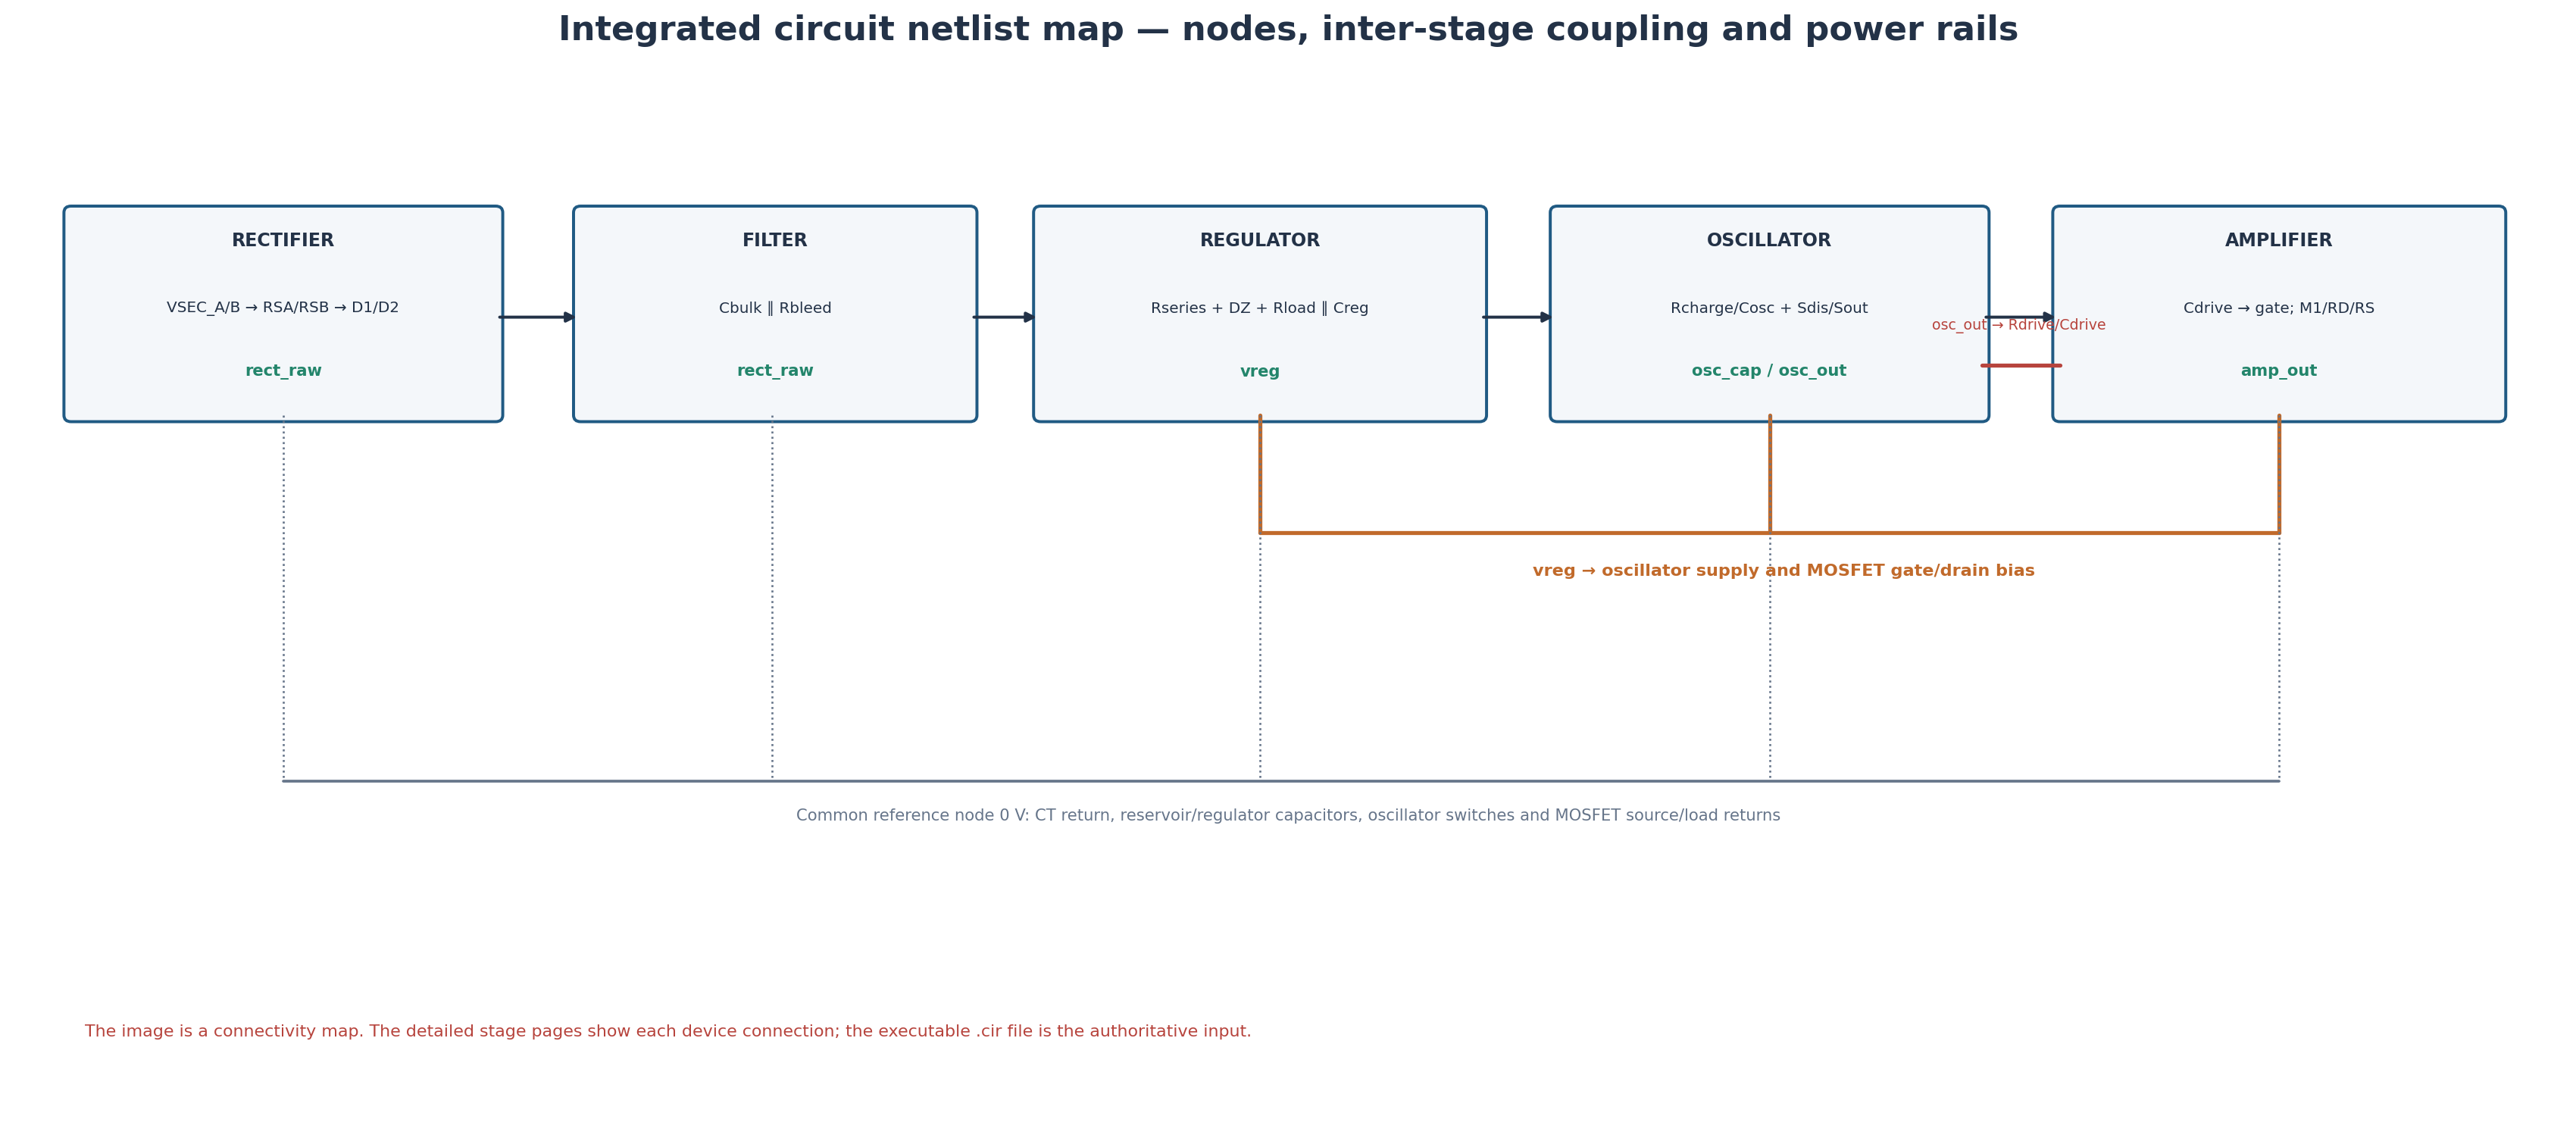 Integrated circuit netlist map — nodes, inter-stage coupling and power rails
RECTIFIER
VSEC_A/B → RSA/RSB → D1/D2
rect_raw
FILTER
Cbulk ∥ Rbleed
rect_raw
REGULATOR
Rseries + DZ + Rload ∥ Creg
vreg
OSCILLATOR
Rcharge/Cosc + Sdis/Sout
osc_cap / osc_out
osc_out → Rdrive/Cdrive
AMPLIFIER
Cdrive → gate; M1/RD/RS
amp_out
vreg → oscillator supply and MOSFET gate/drain bias
Common reference node 0 V: CT return, reservoir/regulator capacitors, oscillator switches and MOSFET source/load returns
The image is a connectivity map. The detailed stage pages show each device connection; the executable .cir file is the authoritative input.